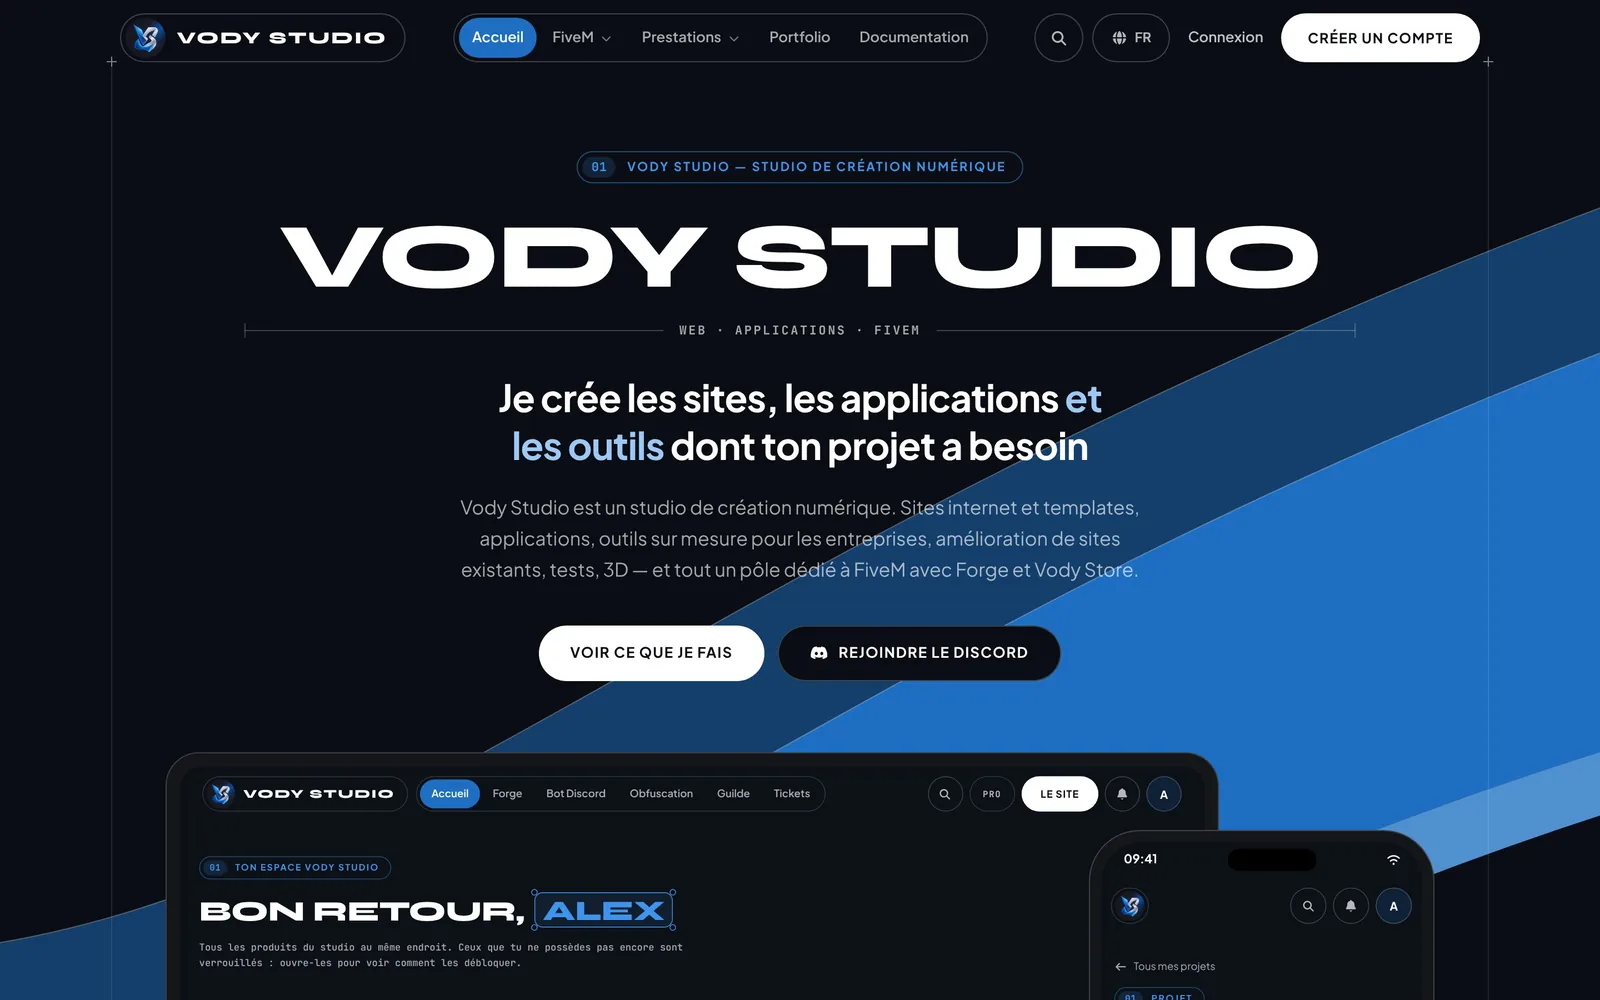 VODY STUDIO
Accueil FiveM Prestations Portfolio Documentation
FR Connexion CRÉER UN COMPTE
01 VODY STUDIO — STUDIO DE CRÉATION NUMÉRIQUE
VODY STUDIO
WEB · APPLICATIONS · FIVEM
Je crée les sites, les applications et
les outils dont ton projet a besoin
Vody Studio est un studio de création numérique. Sites internet et templates,
applications, outils sur mesure pour les entreprises, amélioration de sites
existants, tests, 3D — et tout un pôle dédié à FiveM avec Forge et Vody Store.
VOIR CE QUE JE FAIS REJOINDRE LE DISCORD
VODY STUDIO Accueil Forge Bot Discord Obfuscation Guilde Tickets PRO LE SITE A
01 TON ESPACE VODY STUDIO
BON RETOUR, ALEX
Tous les produits du studio au même endroit. Ceux que tu ne possèdes pas encore sont
verrouillés : ouvre-les pour voir comment les débloquer.
09:41
A
← Tous mes projets
01 PROJET